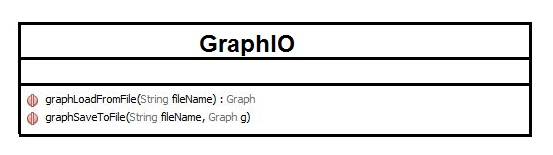 GraphIO
graphLoadFromFile(String fileName) : Graph
graphSaveToFile(String fileName, Graph g)